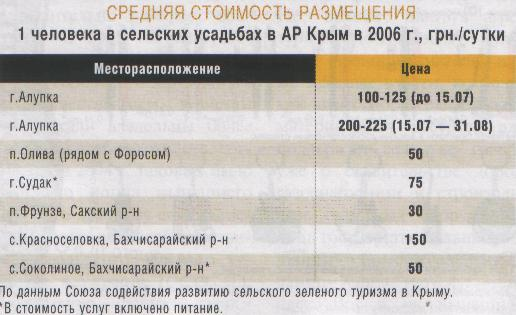 СРЕДНЯЯ СТОИМОСТЬ РАЗМЕЩЕНИЯ
1 человека в сельских усадьбах в АР Крым в 2006 г., грн./сутки
Месторасположение Цена
г.Алупка 100-125 (до 15.07)
г.Алупка 200-225 (15.07 — 31.08)
п.Олива (рядом с Форосом) 50
г.Судак* 75
п.Фрунзе, Сакский р-н 30
с.Красноселовка, Бахчисарайский р-н 150
с.Соколиное, Бахчисарайский р-н* 50
По данным Союза содействия развитию сельского зеленого туризма в Крыму.
*В стоимость услуг включено питание.